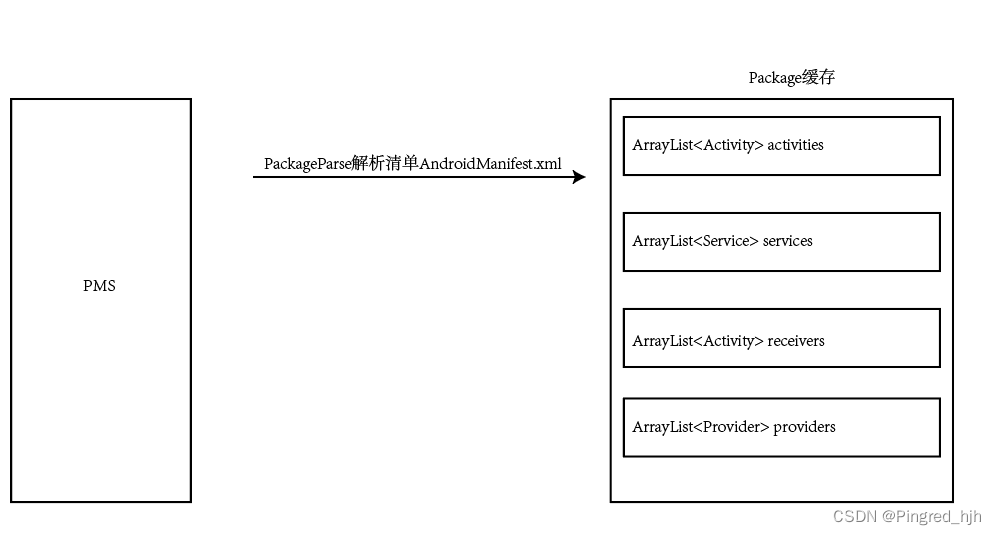 Package缓存
PackageParse解析清单AndroidManifest.xml
PMS
ArrayList<Activity> activities
ArrayList<Service> services
ArrayList<Activity> receivers
ArrayList<Provider> providers
CSDN @Pingred_hjh